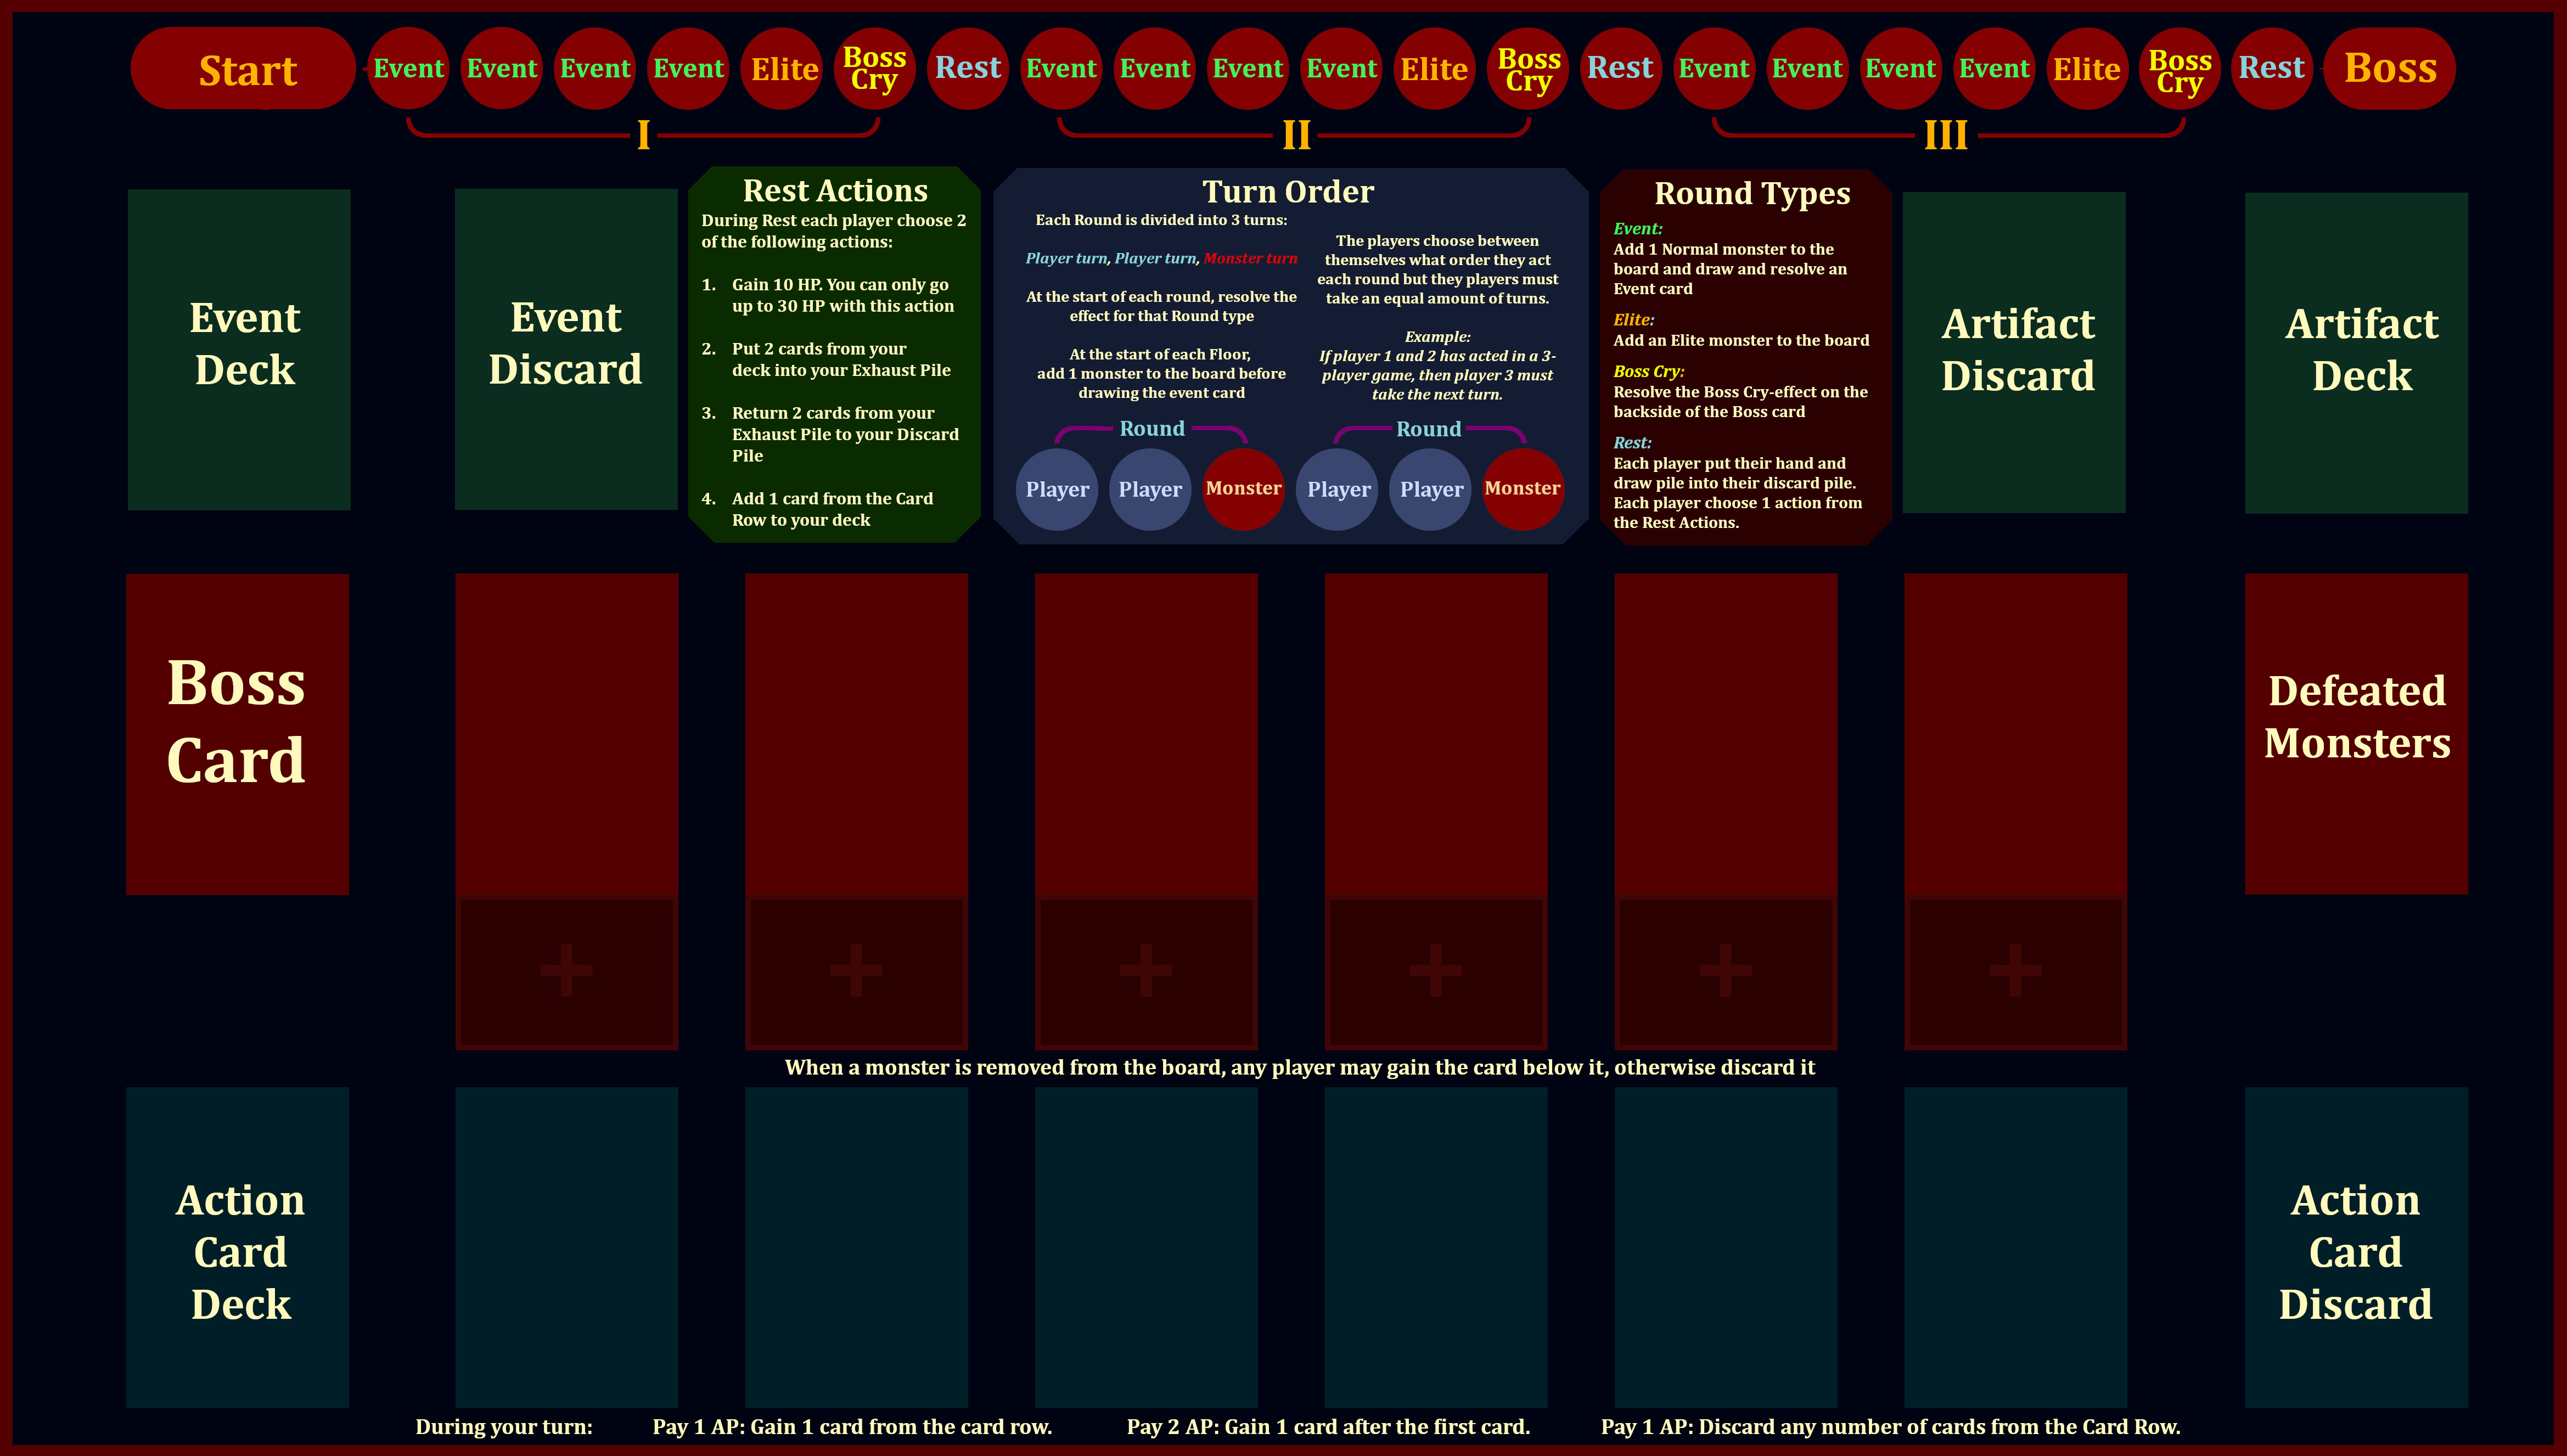 Start Event Event Event Event Elite Boss Cry Rest Event Event Event Event Elite Boss Cry Rest Event Event Event Event Elite Boss Cry Rest Boss
I II III
Event
Deck
Event
Discard
Rest Actions
During Rest each player choose 2
of the following actions:
1. Gain 10 HP. You can only go
up to 30 HP with this action
2. Put 2 cards from your
deck into your Exhaust Pile
3. Return 2 cards from your
Exhaust Pile to your Discard
Pile
4. Add 1 card from the Card
Row to your deck
Turn Order
Each Round is divided into 3 turns:
Player turn, Player turn, Monster turn
At the start of each round, resolve the
effect for that Round type
At the start of each Floor,
add 1 monster to the board before
drawing the event card
The players choose between
themselves what order they act
each round but they players must
take an equal amount of turns.
Example:
If player 1 and 2 has acted in a 3-
player game, then player 3 must
take the next turn.
Round Round
Player Player Monster Player Player Monster
Round Types
Event:
Add 1 Normal monster to the
board and draw and resolve an
Event card
Elite:
Add an Elite monster to the board
Boss Cry:
Resolve the Boss Cry-effect on the
backside of the Boss card
Rest:
Each player put their hand and
draw pile into their discard pile.
Each player choose 1 action from
the Rest Actions.
Artifact
Discard
Artifact
Deck
Boss
Card
Defeated
Monsters
+ + + + + +
When a monster is removed from the board, any player may gain the card below it, otherwise discard it
Action
Card
Deck
Action
Card
Discard
During your turn: Pay 1 AP: Gain 1 card from the card row. Pay 2 AP: Gain 1 card after the first card. Pay 1 AP: Discard any number of cards from the Card Row.